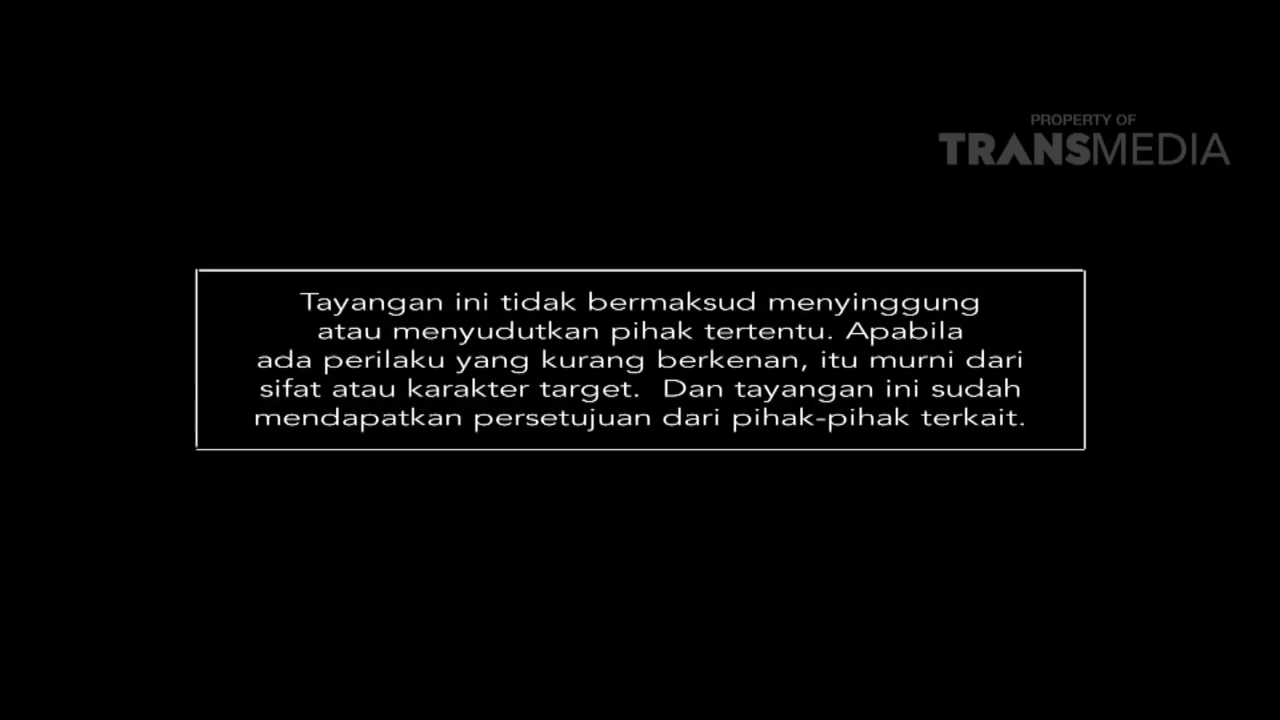 PROPERTY OF
TRANSMEDIA
Tayangan ini tidak bermaksud menyinggung
atau menyudutkan pihak tertentu. Apabila
ada perilaku yang kurang berkenan, itu murni dari
sifat atau karakter target.  Dan tayangan ini sudah
mendapatkan persetujuan dari pihak-pihak terkait.